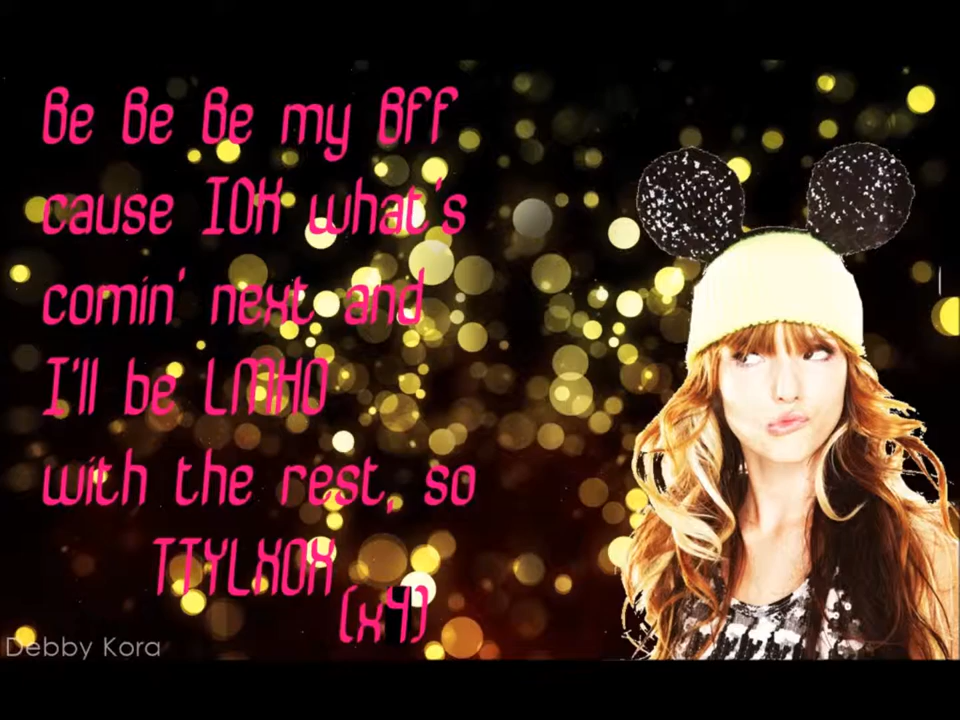 Be Be Be my Bff
cause IDK what's
comin' next and
I'll be LMHO
with the rest, so
TTYLXOX
(x4)
Debby Kora